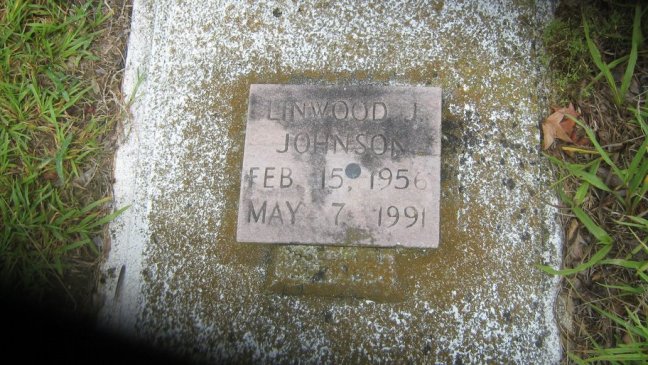 LINWOOD J.
JOHNSON
FEB. 15, 1956
MAY 7, 1991